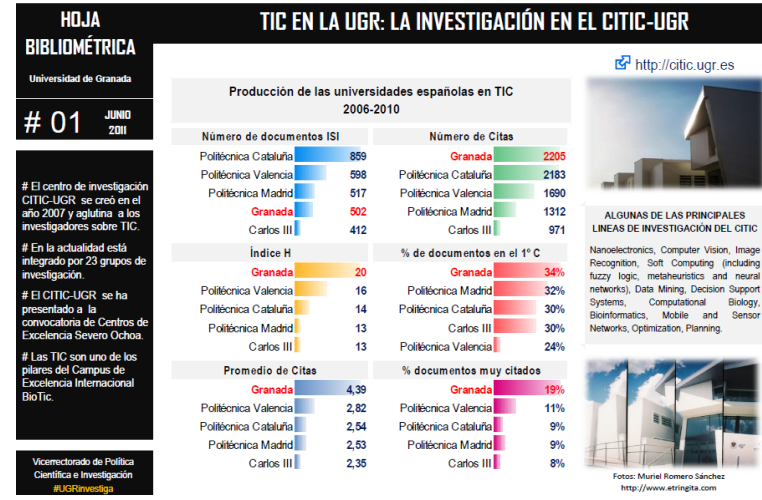 HOJA
BIBLIOMÉTRICA
Universidad de Granada
# 01 JUNIO
2011
# El centro de investigación
CITIC-UGR se creó en el
año 2007 y aglutina a los
investigadores sobre TIC.
# En la actualidad está
integrado por 23 grupos de
investigación.
# El CITIC-UGR se ha
presentado a la
convocatoria de Centros de
Excelencia Severo Ochoa.
# Las TIC son uno de los
pilares del Campus de
Excelencia Internacional
BioTic.
Vicerrectorado de Política
Científica e Investigación
#UGRinvestiga
TIC EN LA UGR: LA INVESTIGACIÓN EN EL CITIC-UGR
Producción de las universidades españolas en TIC
2006-2010
Número de documentos ISI
Politécnica Cataluña 859
Politécnica Valencia 598
Politécnica Madrid 517
Granada 502
Carlos III 412
Número de Citas
Granada 2205
Politécnica Cataluña 2183
Politécnica Valencia 1690
Politécnica Madrid 1312
Carlos III 971
Índice H
Granada 20
Politécnica Valencia 16
Politécnica Cataluña 14
Politécnica Madrid 13
Carlos III 13
% de documentos en el 1º C
Granada 34%
Politécnica Madrid 32%
Politécnica Cataluña 30%
Carlos III 30%
Politécnica Valencia 24%
Promedio de Citas
Granada 4,39
Politécnica Valencia 2,82
Politécnica Cataluña 2,54
Politécnica Madrid 2,53
Carlos III 2,35
% documentos muy citados
Granada 19%
Politécnica Valencia 11%
Politécnica Cataluña 9%
Politécnica Madrid 9%
Carlos III 8%
http://citic.ugr.es
ALGUNAS DE LAS PRINCIPALES
LINEAS DE INVESTIGACIÓN DEL CITIC
Nanoelectronics, Computer Vision, Image
Recognition, Soft Computing (including
fuzzy logic, metaheuristics and neural
networks), Data Mining, Decision Support
Systems, Computational Biology,
Bioinformatics, Mobile and Sensor
Networks, Optimization, Planning.
Fotos: Muriel Romero Sánchez
http://www.etringita.com